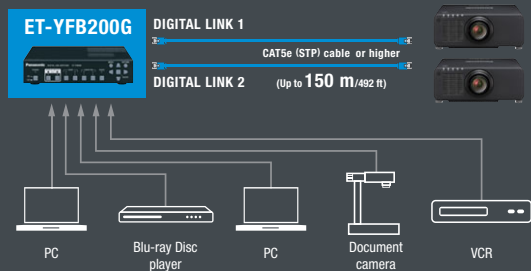 ET-YFB200G
DIGITAL LINK 1
CAT5e (STP) cable or higher
DIGITAL LINK 2
(Up to 150 m/492 ft)
Panasonic
PC
Blu-ray Disc
player
PC
Document
camera
VCR